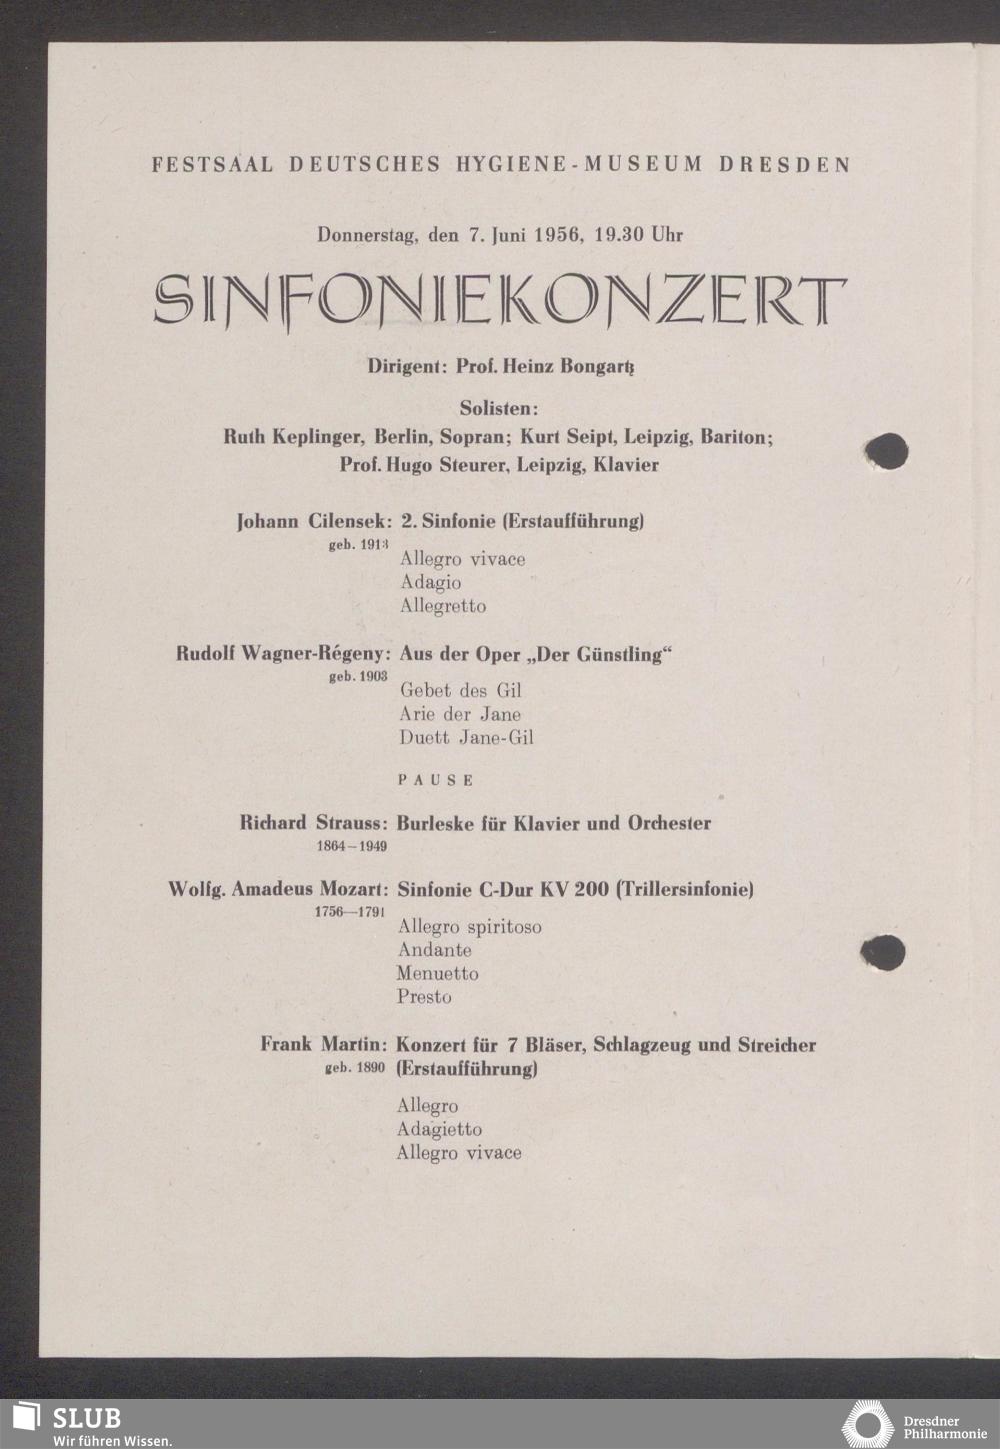 FESTSAAL DEUTSCHES HYGIENE-MUSEUM DRESDEN
Donnerstag, den 7. Juni 1956, 19.30 Uhr
SINFONIEKONZERT
Dirigent: Prof. Heinz Bongartz
Solisten:
Ruth Keplinger, Berlin, Sopran; Kurt Seipt, Leipzig, Bariton;
Prof. Hugo Steurer, Leipzig, Klavier
Johann Cilensek: 2. Sinfonie (Erstaufführung)
geb. 1913
Allegro vivace
Adagio
Allegretto
Rudolf Wagner-Régeny: Aus der Oper „Der Günstling“
geb. 1903
Gebet des Gil
Arie der Jane
Duett Jane-Gil
PAUSE
Richard Strauss: Burleske für Klavier und Orchester
1864–1949
Wolfg. Amadeus Mozart: Sinfonie C-Dur KV 200 (Trillersinfonie)
1756—1791
Allegro spiritoso
Andante
Menuetto
Presto
Frank Martin: Konzert für 7 Bläser, Schlagzeug und Streicher
geb. 1890 (Erstaufführung)
Allegro
Adagietto
Allegro vivace
SLUB
Wir führen Wissen.
Dresdner
Philharmonie